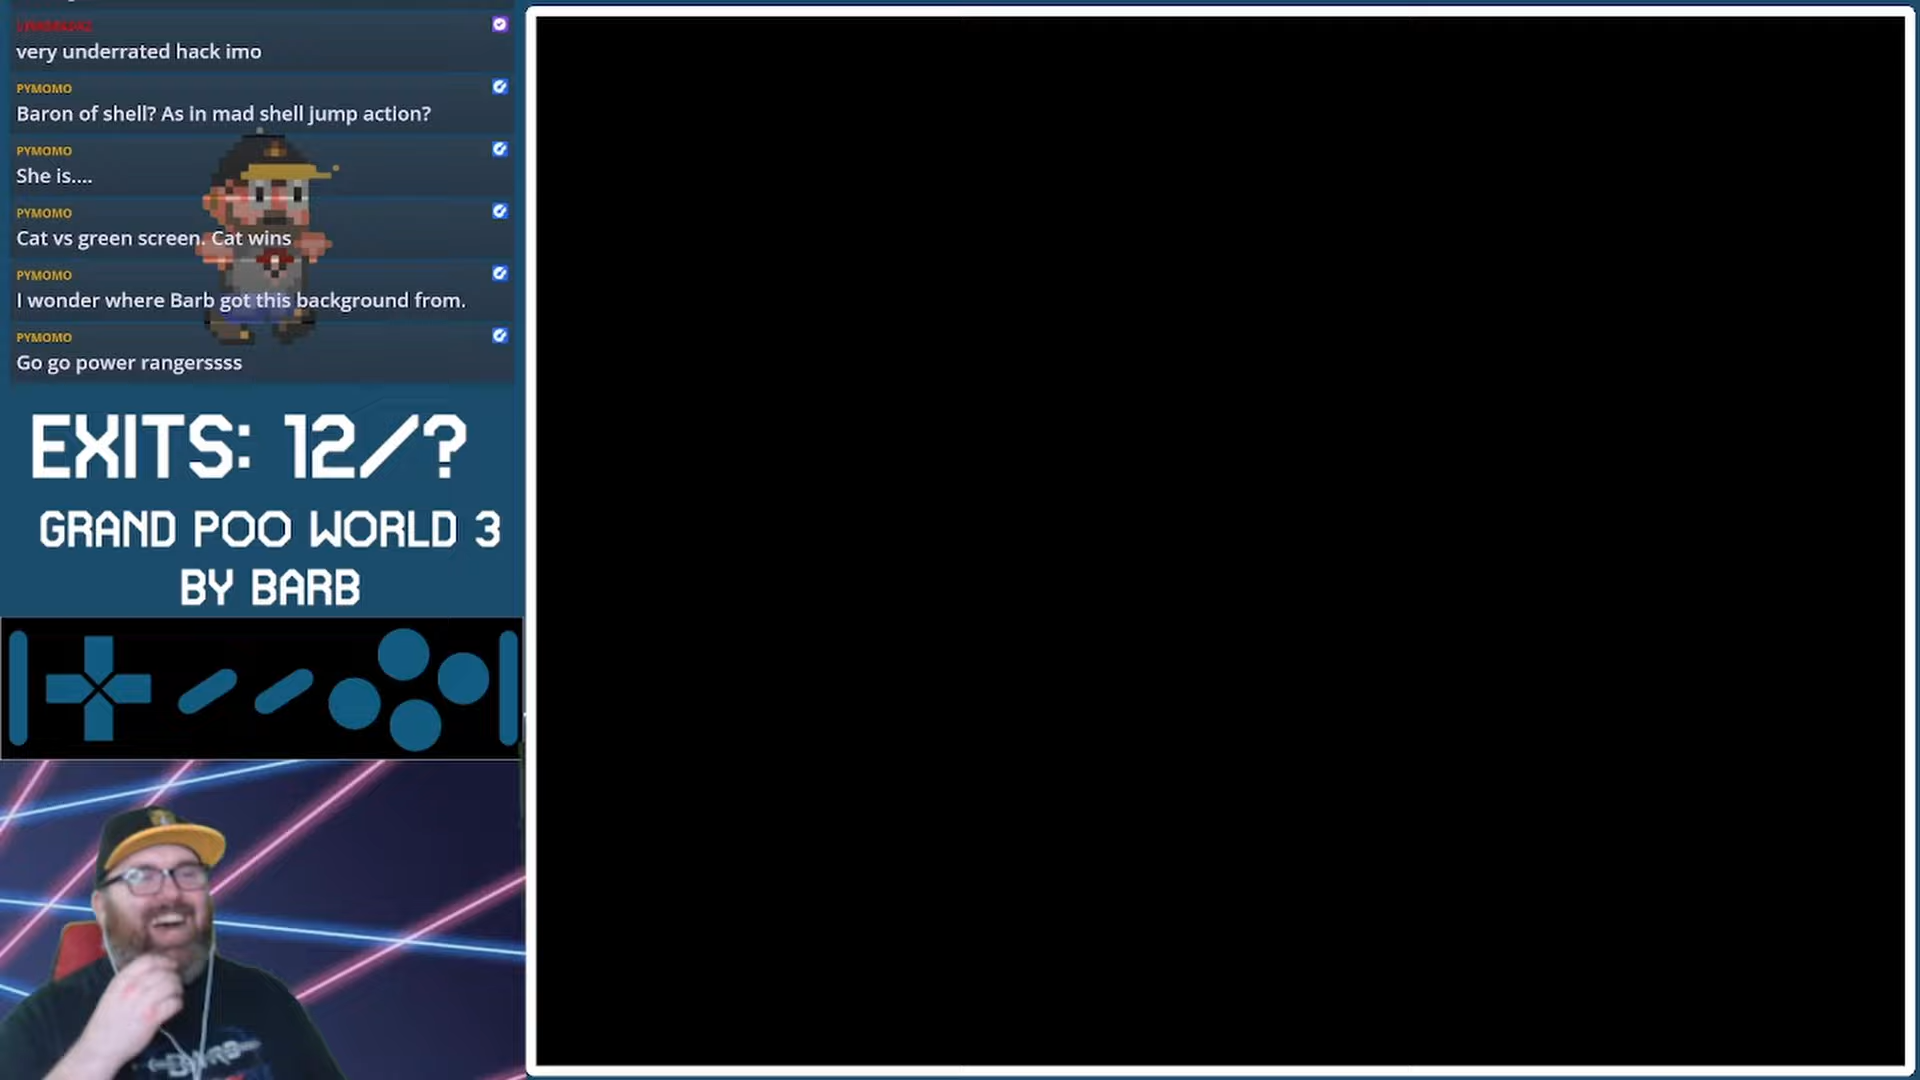 very underrated hack imo
PYMOMO
Baron of shell? As in mad shell jump action?
PYMOMO
She is....
PYMOMO
Cat vs green screen. Cat wins
PYMOMO
I wonder where Barb got this background from.
PYMOMO
Go go power rangerssss
EXITS: 12/?
GRAND POO WORLD 3
BY BARB
BARB